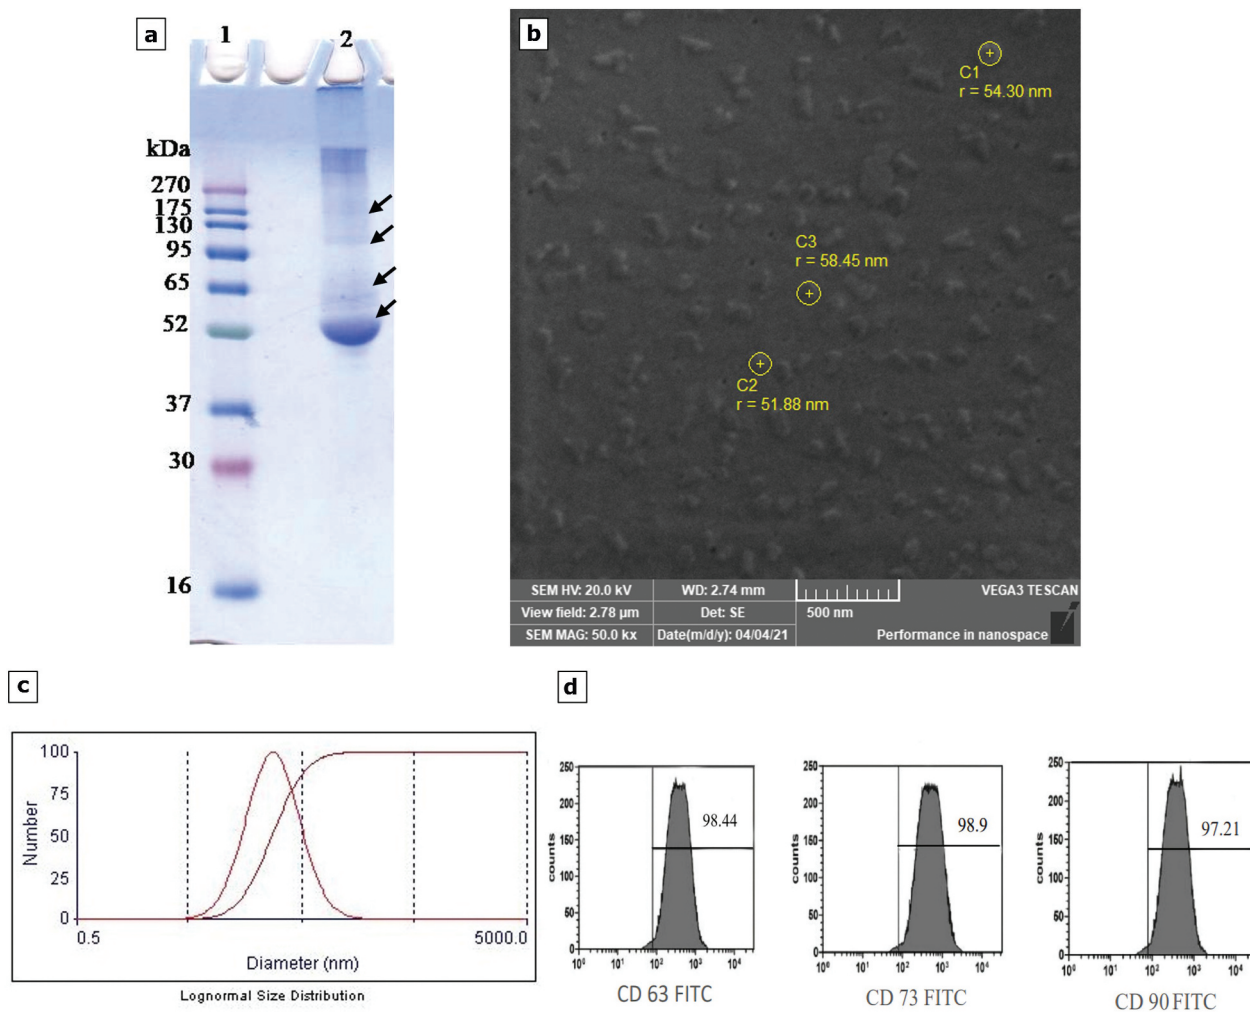 a
1 2
kDa
270
175
130
95
65
52
37
30
16
b
C1
r = 54.30 nm
C3
r = 58.45 nm
C2
r = 51.88 nm
SEM HV: 20.0 kV WD: 2.74 mm VEGA3 TESCAN
View field: 2.78 µm Det: SE 500 nm
SEM MAG: 50.0 kx Date(m/d/y): 04/04/21 Performance in nanospace
c
100
75
50
25
0
Number
0.5 5000.0
Diameter (nm)
Lognormal Size Distribution
d
250
200
150
100
50
0
counts
98.44
10⁰ 10¹ 10² 10³ 10⁴
CD 63 FITC
250
200
150
100
50
0
counts
98.9
10⁰ 10¹ 10² 10³ 10⁴
CD 73 FITC
250
200
150
100
50
0
counts
97.21
10⁰ 10¹ 10² 10³ 10⁴
CD 90 FITC